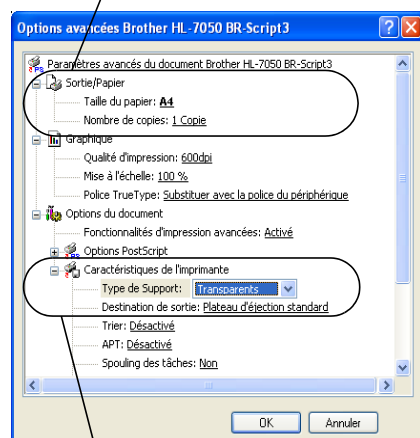 Options avancées Brother HL-7050 BR-Script3
Paramètres avancés du document Brother HL-7050 BR-Script3
Sortie/Papier
Taille du papier: A4
Nombre de copies: 1 Copie
Graphique
Qualité d'impression: 600dpi
Mise à l'échelle: 100 %
Police TrueType: Substituer avec la police du périphérique
Options du document
Fonctionnalités d'impression avancées: Activé
Options PostScript
Caractéristiques de l'imprimante
Type de Support: Transparents
Destination de sortie: Plateau d'éjection standard
Trier: Désactivé
APT: Désactivé
Spouling des tâches: Non
OK Annuler